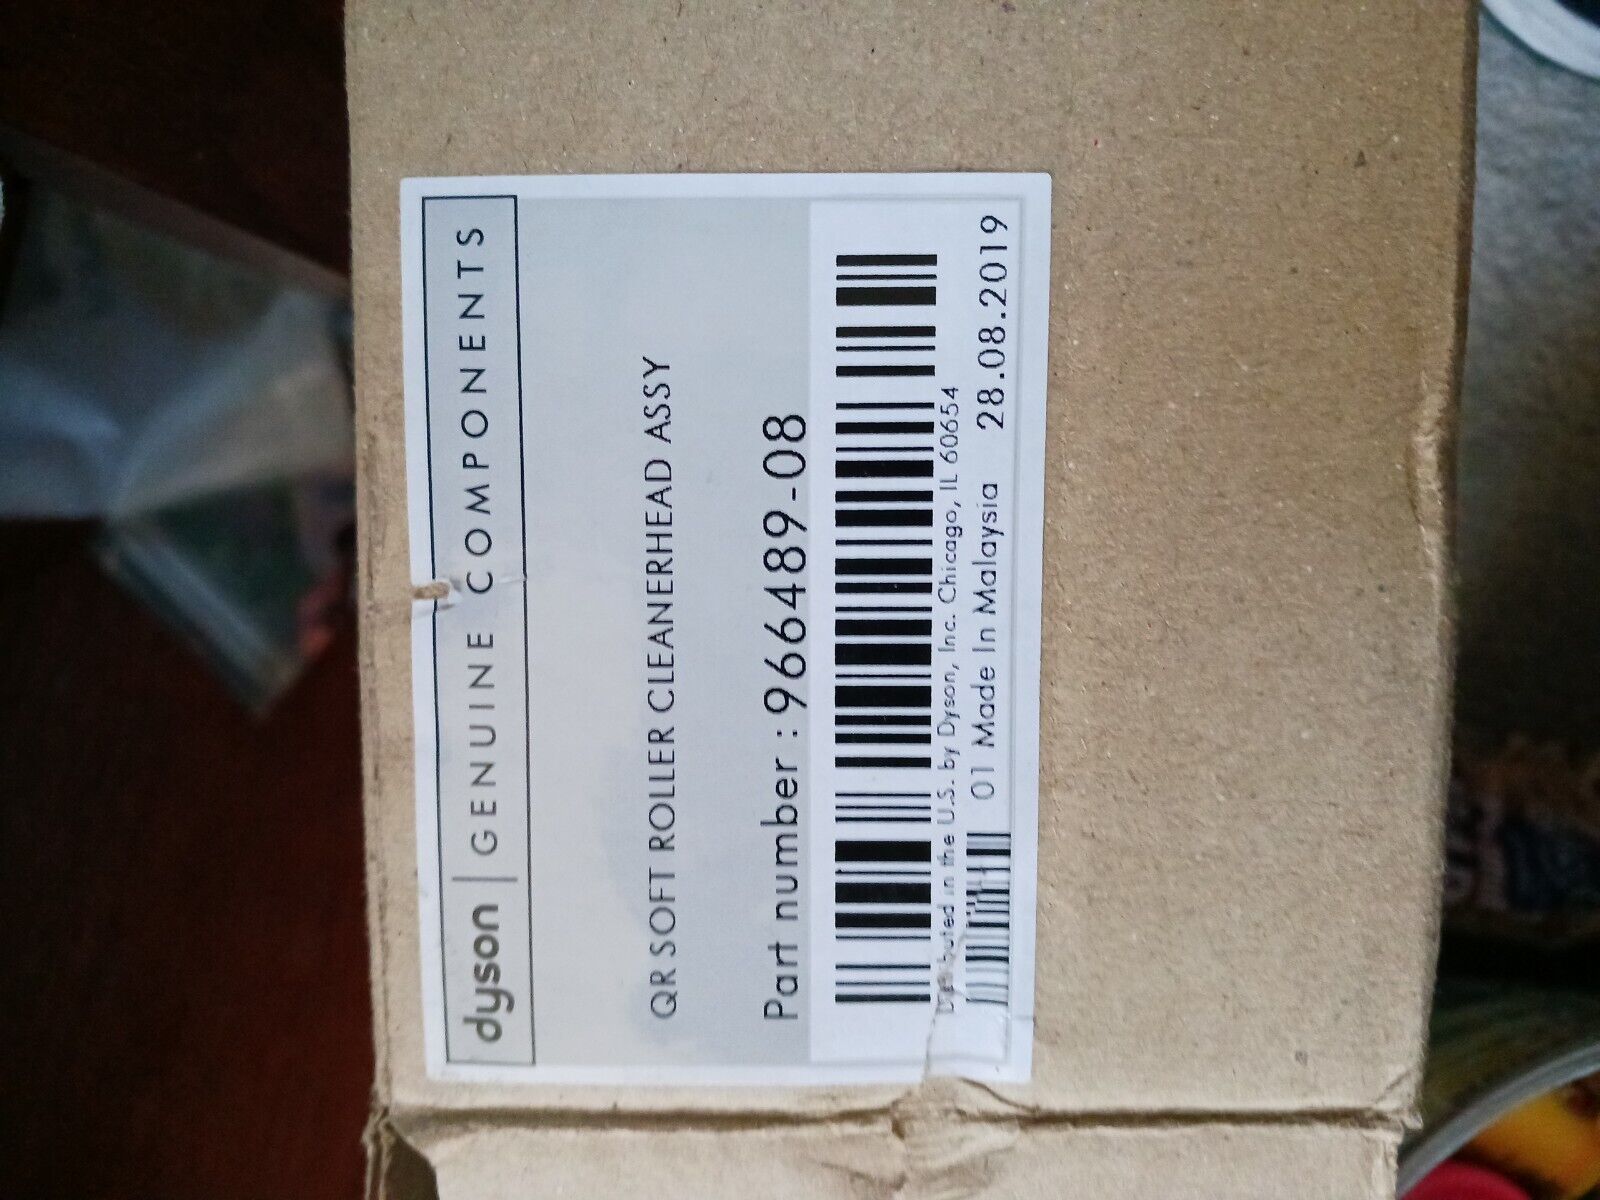 dyson | GENUINE COMPONENTS
QR SOFT ROLLER CLEANERHEAD ASSY
Part number : 966489-08
in the U.S. by Dyson, Inc. Chicago, IL 60654
01 Made In Malaysia 28.08.2019